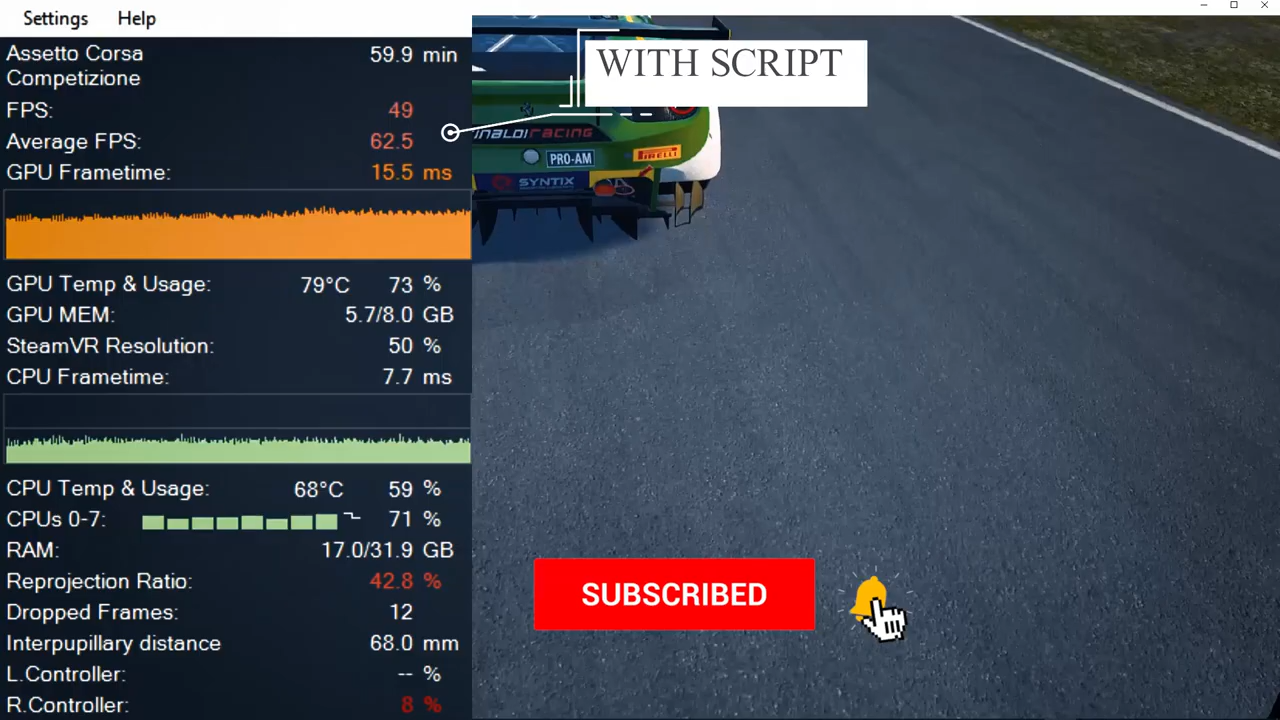 Settings Help
Assetto Corsa 59.9 min
Competizione
FPS: 49
Average FPS: 62.5
GPU Frametime: 15.5 ms
GPU Temp & Usage: 79°C 73 %
GPU MEM: 5.7/8.0 GB
SteamVR Resolution: 50 %
CPU Frametime: 7.7 ms
CPU Temp & Usage: 68°C 59 %
CPUs 0-7: 71 %
RAM: 17.0/31.9 GB
Reprojection Ratio: 42.8 %
Dropped Frames: 12
Interpupillary distance 68.0 mm
L.Controller: -- %
R.Controller: 8 %
WITH SCRIPT
INALDI RACING
PRO-AM
PIRELLI
SYNTIX
SUBSCRIBED